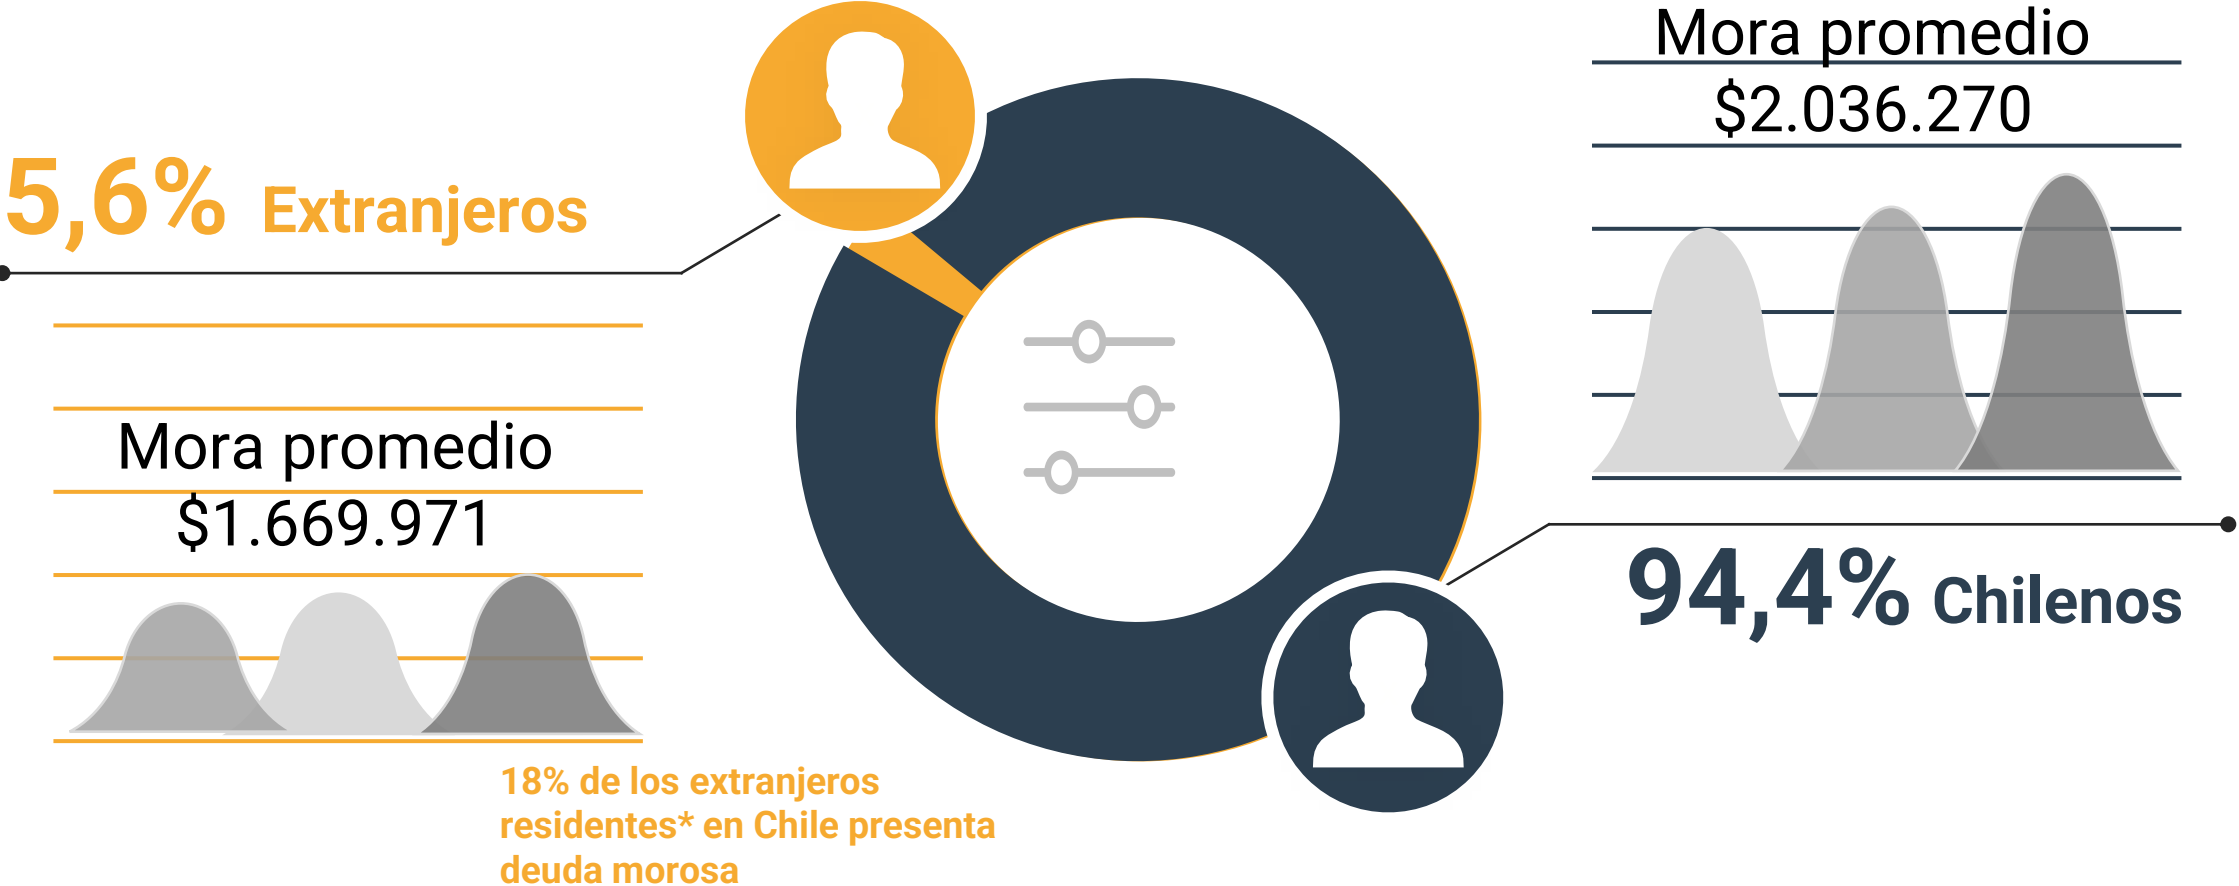 5,6% Extranjeros
Mora promedio
$1.669.971
18% de los extranjeros
residentes* en Chile presenta
deuda morosa
Mora promedio
$2.036.270
94,4% Chilenos